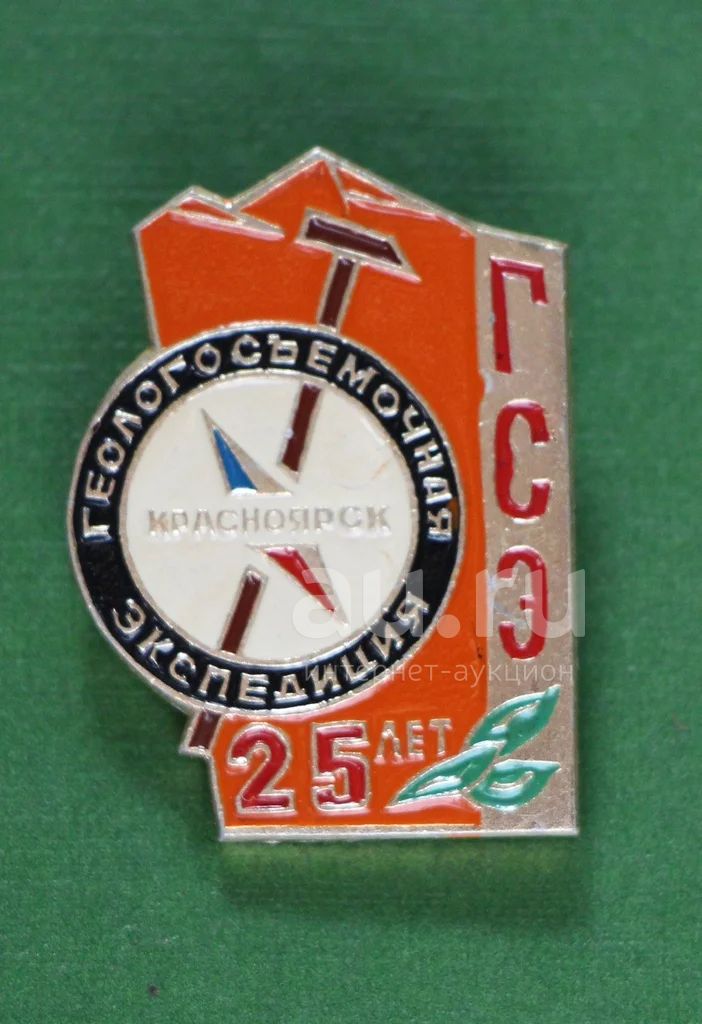 ГСЭ
ГЕОЛОГОСЪЕМОЧНАЯ
КРАСНОЯРСК
ЭКСПЕДИЦИЯ
25 ЛЕТ
au.ru
интернет-аукцион